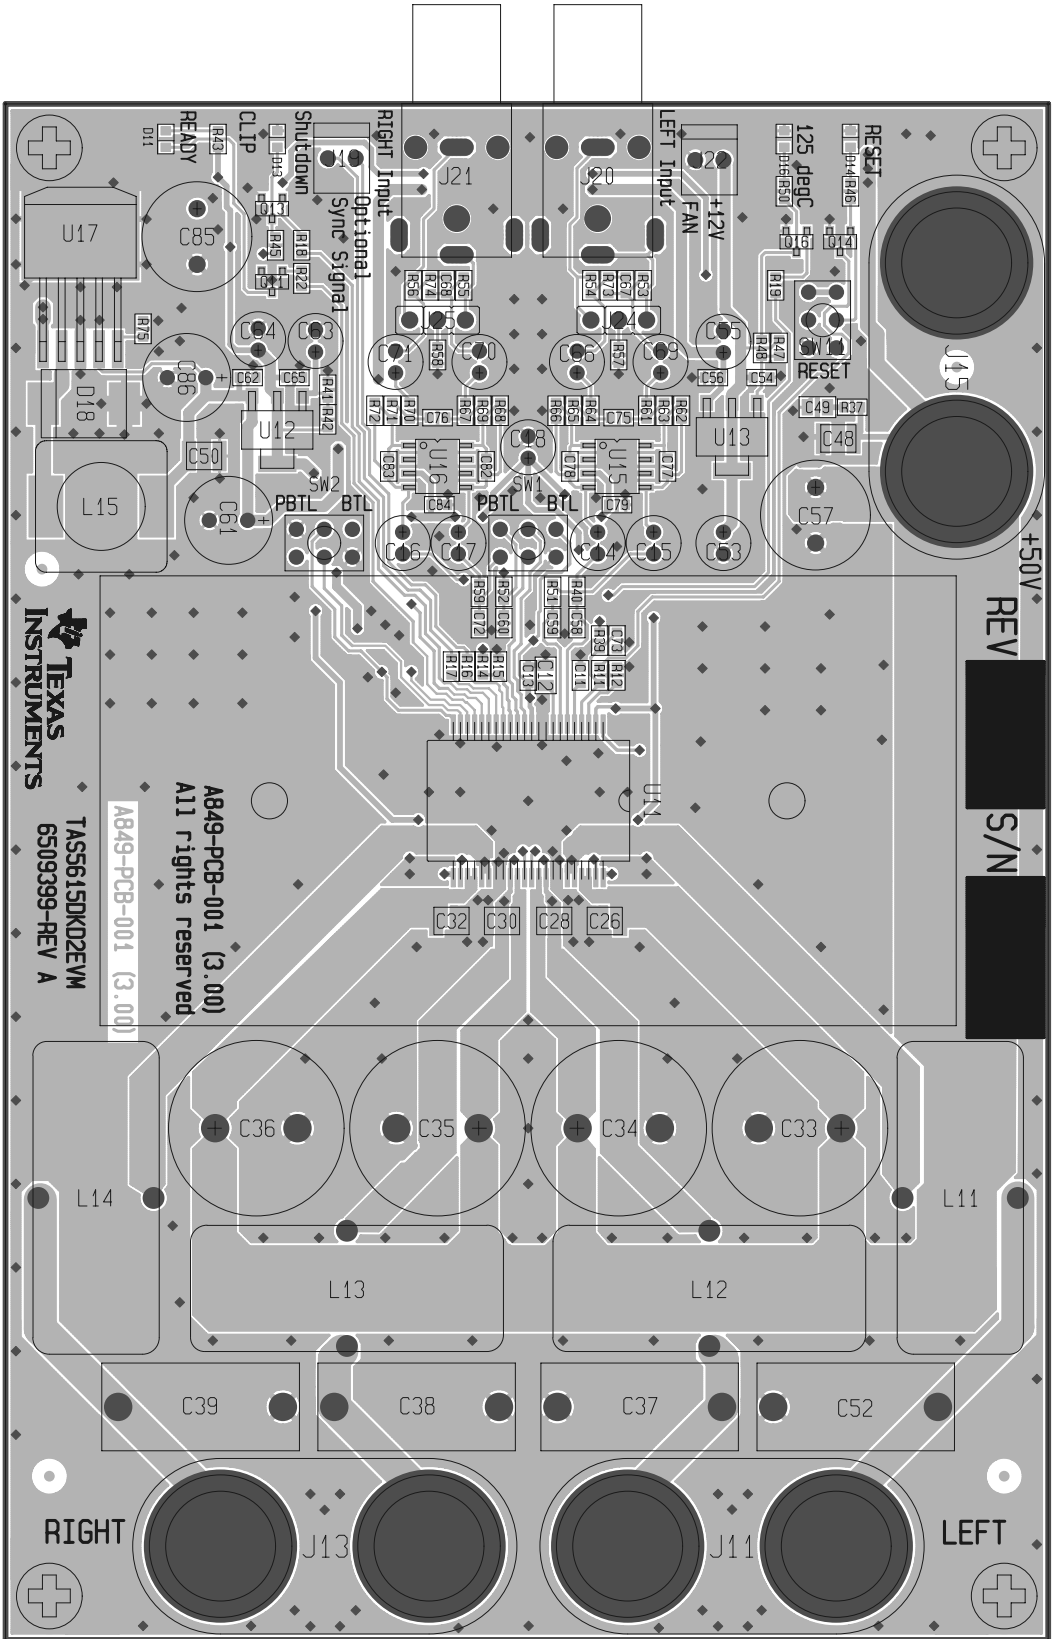 RIGHT Input
LEFT Input
Shutdown
CLIP
READY
D11
R43
J19
J21
J20
J22
+12V
FAN
125 degC
RESET
D16
R50
D14
R46
Optional
Sync Signal
U17
C85
Q13
R45
R18
R22
R56
R74
C68
R55
R54
R73
C67
R53
Q16
Q14
R19
R75
C64
C63
J25
J24
C71
R58
C70
C66
R57
C69
C55
R48
R47
SW11
RESET
J15
D18
C86
+
C62
C65
R41
R42
C56
C54
C49
R37
C48
R72
R71
R70
C76
R67
R69
R68
R66
R65
R64
C75
R61
R63
R62
U12
U13
C50
C83
U16
C82
C18
C78
U15
C77
L15
C61
+
SW2
PBTL
BTL
C84
SW1
PBTL
BTL
C79
C57
C16
C17
C14
C15
C53
+50V
R59
C72
R52
C60
R51
C59
R40
C58
R39
C73
R17
R16
R14
R15
C13
C12
C11
R11
R12
REV
TEXAS
INSTRUMENTS
U1
S/N
A849-PCB-001 (3.00)
All rights reserved
A849-PCB-001 (3.00)
TAS5615DKD2EVM
6509399-REV A
C32
C30
C28
C26
C36
C35
C34
C33
L14
L11
L13
L12
C39
C38
C37
C52
RIGHT
J13
J11
LEFT